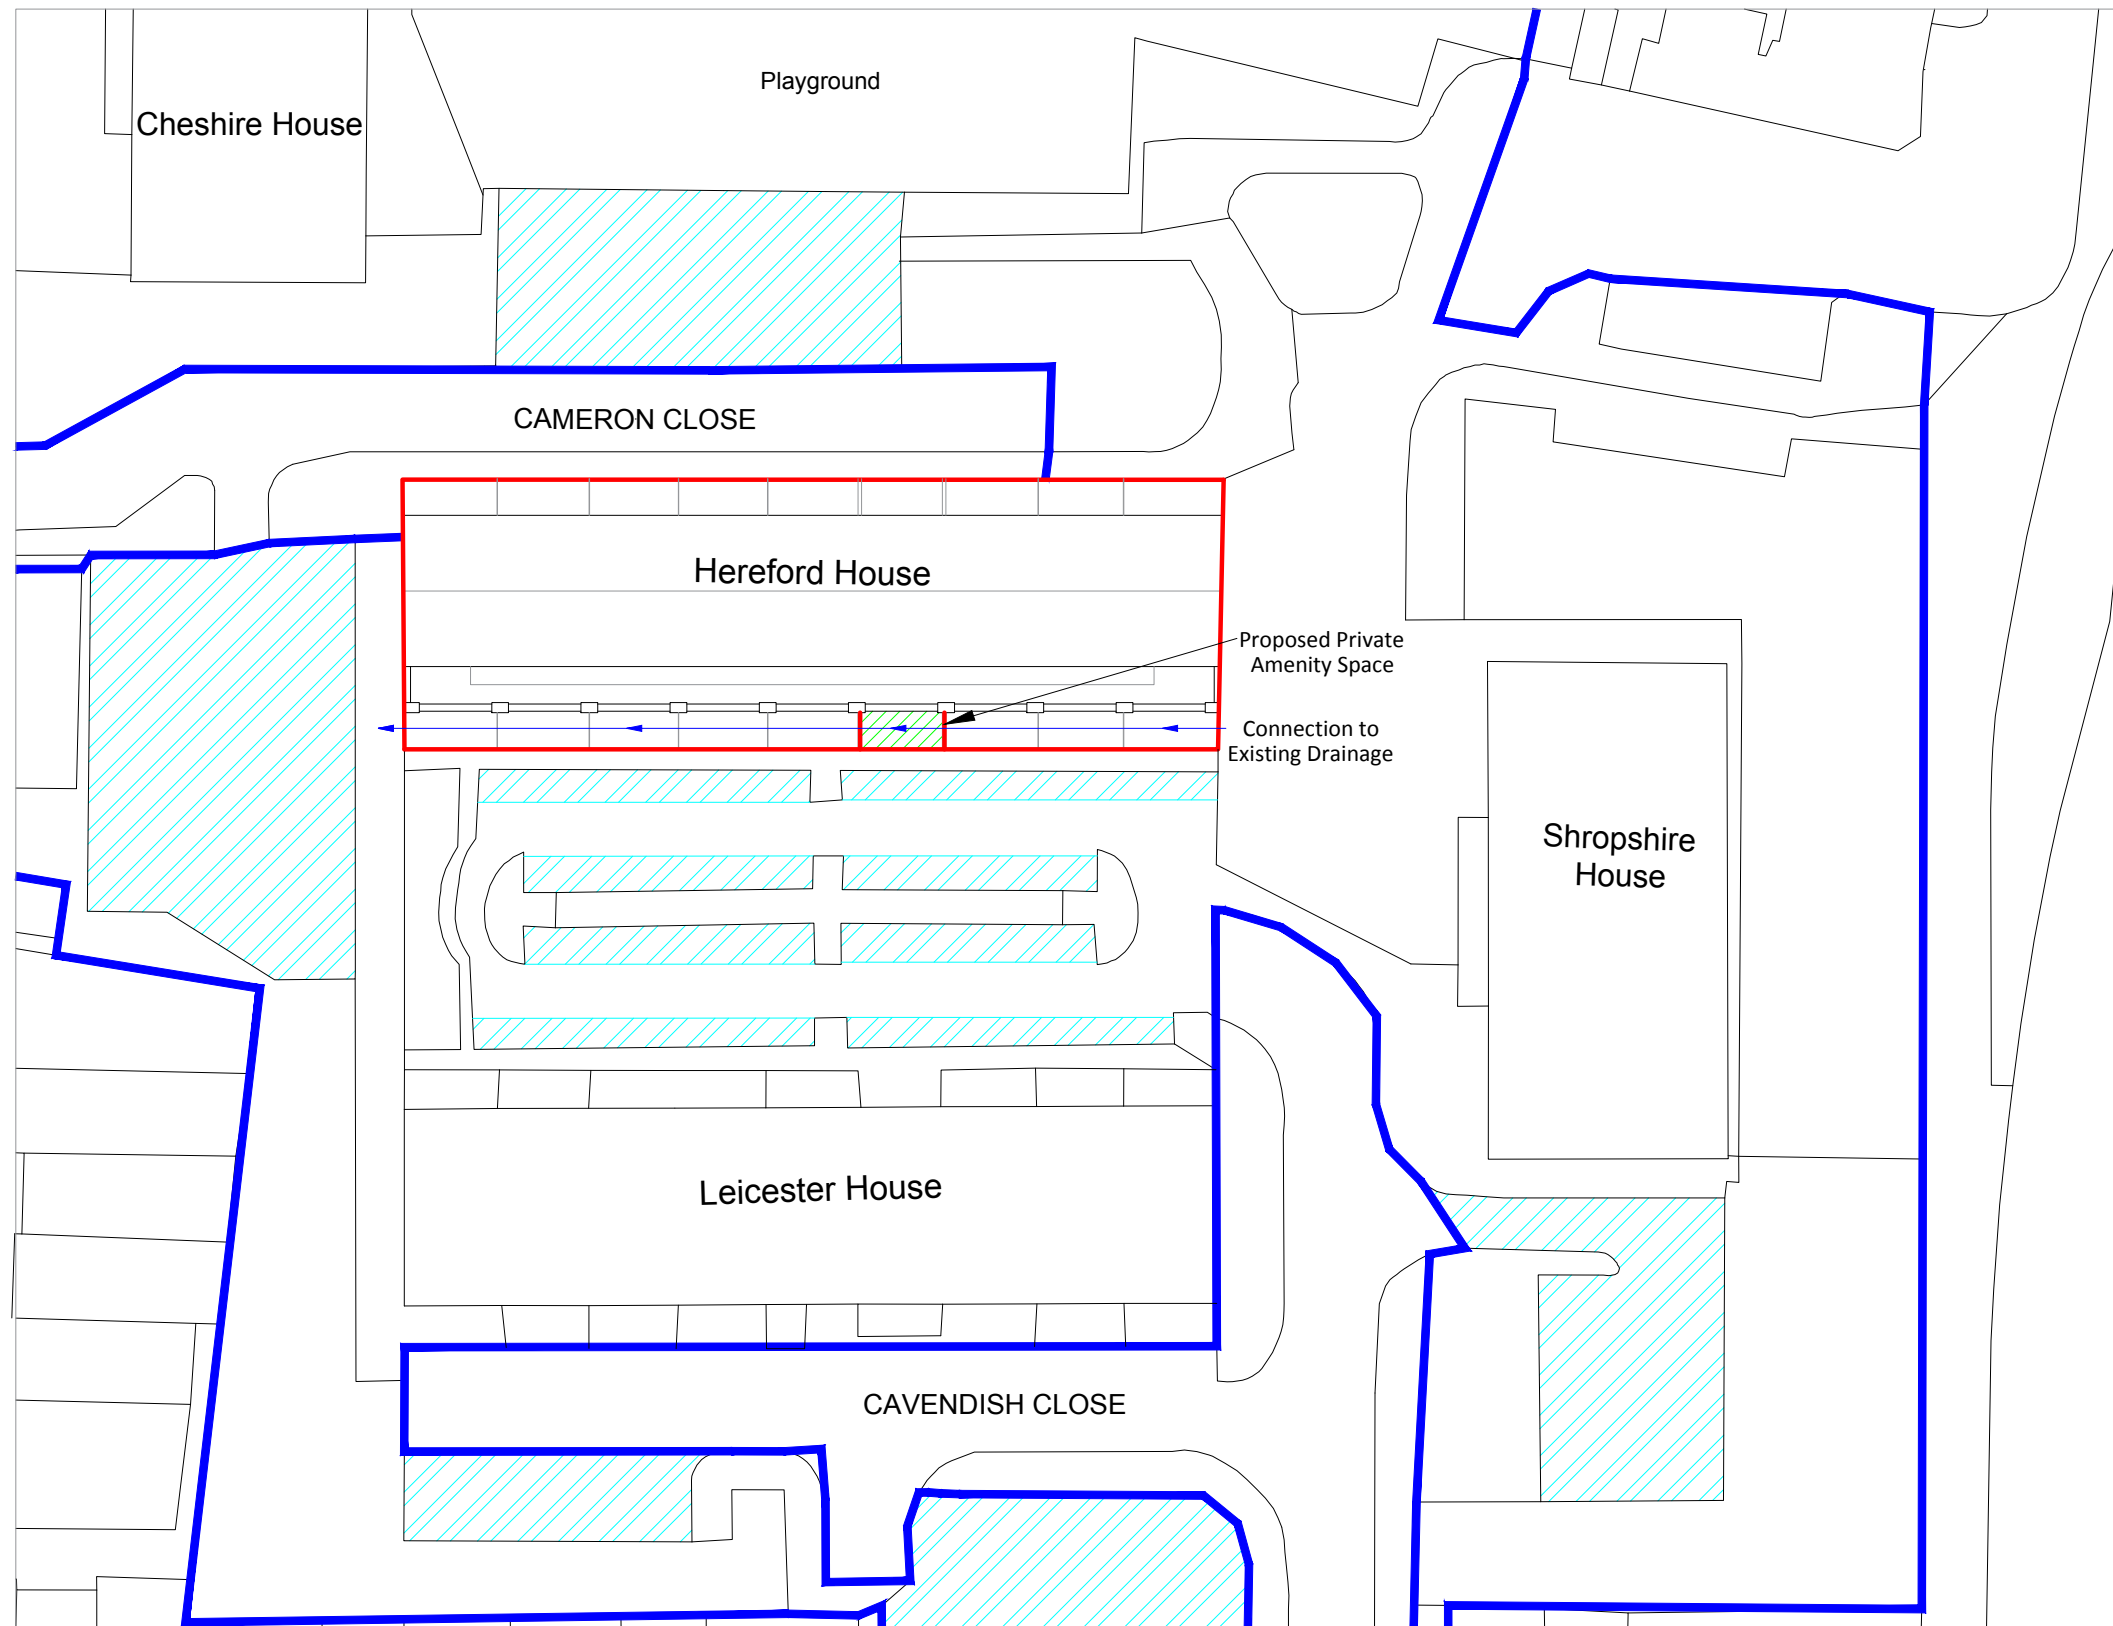 Playground
Cheshire House
CAMERON CLOSE
Hereford House
Proposed Private
Amenity Space
Connection to
Existing Drainage
Shropshire
House
Leicester House
CAVENDISH CLOSE